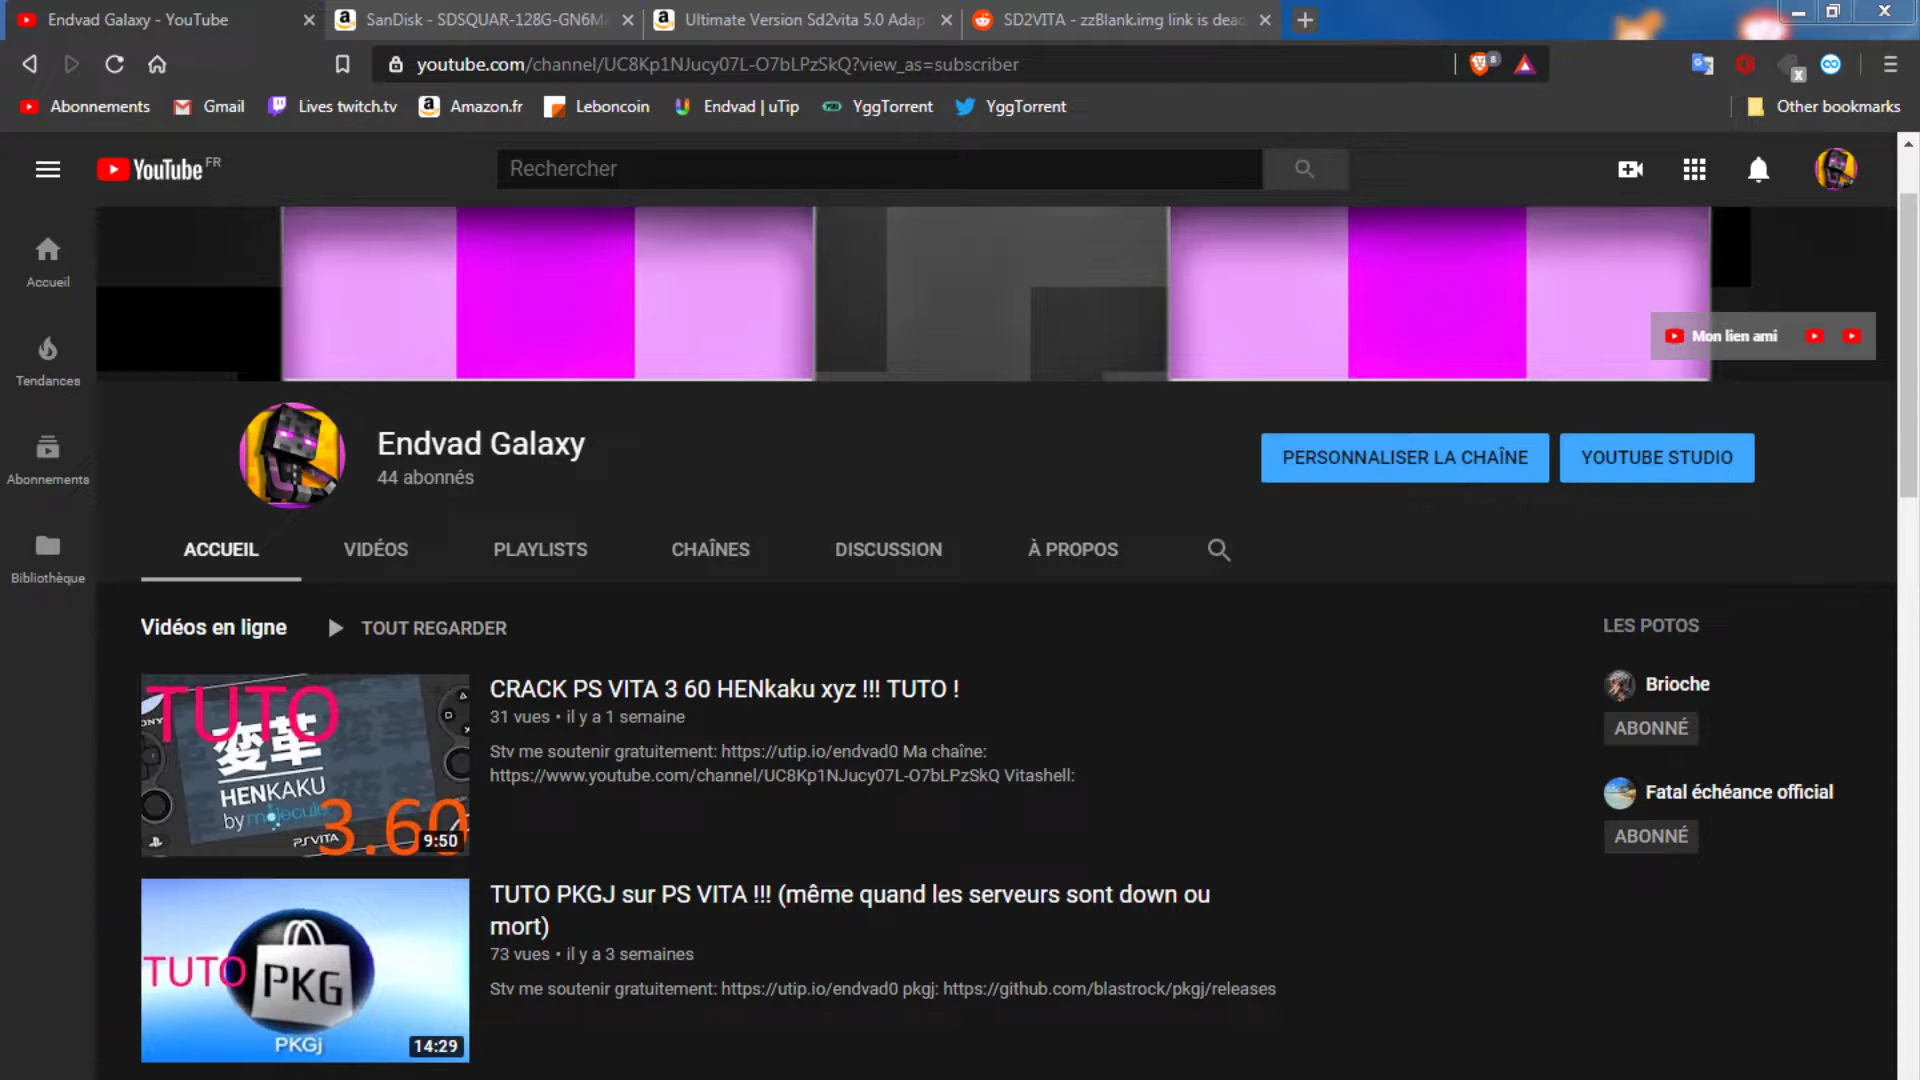 Endvad Galaxy - YouTube
SanDisk - SDSQUAR-128G-GN6M
Ultimate Version Sd2vita 5.0 Adap
SD2VITA - zzBlank.img link is dead
youtube.com/channel/UC8Kp1NJucy07L-O7bLPzSkQ?view_as=subscriber
8
Abonnements
Gmail
Lives twitch.tv
Amazon.fr
Leboncoin
Endvad | uTip
YggTorrent
YggTorrent
Other bookmarks
YouTube FR
Rechercher
Accueil
Tendances
Abonnements
Bibliothèque
Mon lien ami
Endvad Galaxy
44 abonnés
PERSONNALISER LA CHAÎNE
YOUTUBE STUDIO
ACCUEIL
VIDÉOS
PLAYLISTS
CHAÎNES
DISCUSSION
À PROPOS
Vidéos en ligne
TOUT REGARDER
TUTO
変革
HENKAKU
by molecule
PSVITA
3.60
9:50
CRACK PS VITA 3 60 HENkaku xyz !!! TUTO !
31 vues • il y a 1 semaine
Stv me soutenir gratuitement: https://utip.io/endvad0 Ma chaîne:
https://www.youtube.com/channel/UC8Kp1NJucy07L-O7bLPzSkQ Vitashell:
TUTO
PKG
PKGj
14:29
TUTO PKGJ sur PS VITA !!! (même quand les serveurs sont down ou
mort)
73 vues • il y a 3 semaines
Stv me soutenir gratuitement: https://utip.io/endvad0 pkgj: https://github.com/blastrock/pkgj/releases
LES POTOS
Brioche
ABONNÉ
Fatal échéance official
ABONNÉ